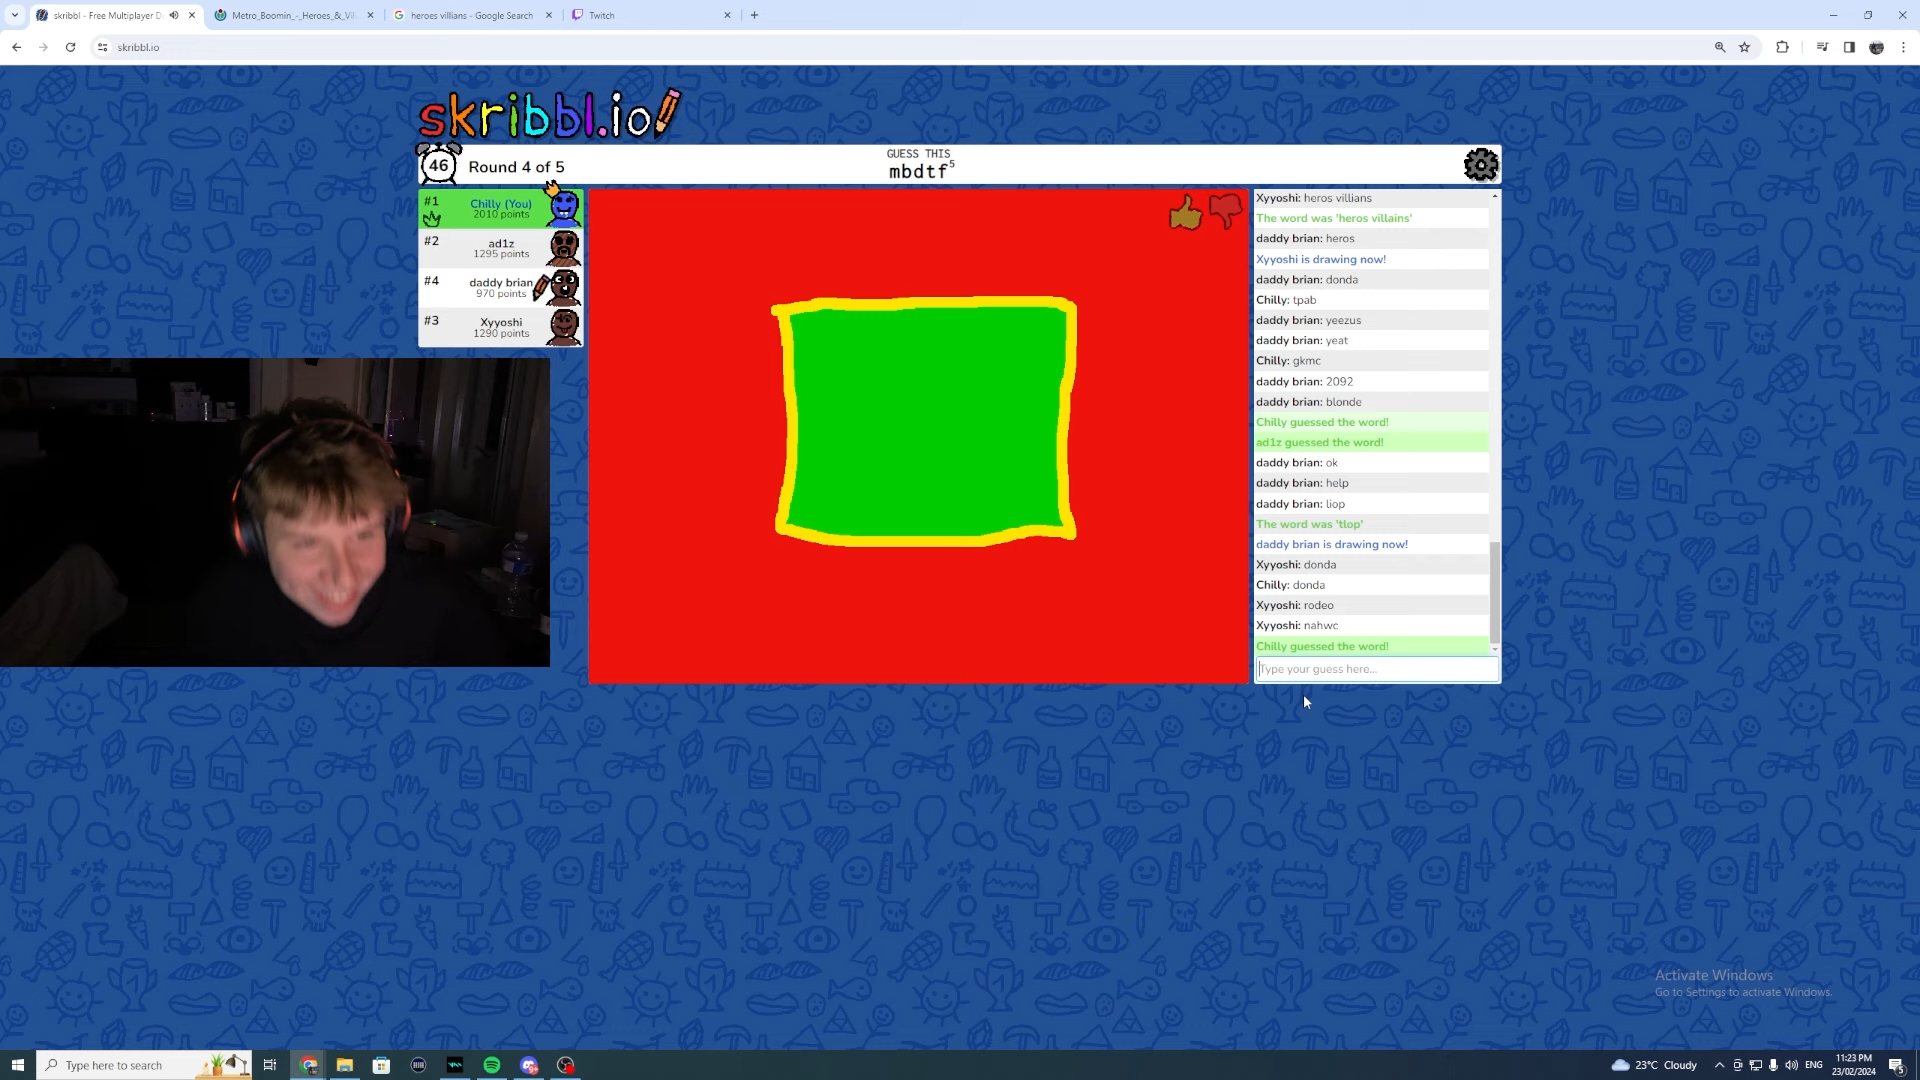 skribbl - Free Multiplayer D
Metro_Boomin_-_Heroes_&_Vil
heroes villians - Google Search
Twitch
skribbl.io
skribbl.io
46
Round 4 of 5
GUESS THIS
mbdtf5
#1
Chilly (You)
2010 points
#2
ad1z
1295 points
#4
daddy brian
970 points
#3
Xyyoshi
1290 points
Xyyoshi: heros villians
The word was 'heros villains'
daddy brian: heros
Xyyoshi is drawing now!
daddy brian: donda
Chilly: tpab
daddy brian: yeezus
daddy brian: yeat
Chilly: gkmc
daddy brian: 2092
daddy brian: blonde
Chilly guessed the word!
ad1z guessed the word!
daddy brian: ok
daddy brian: help
daddy brian: liop
The word was 'tlop'
daddy brian is drawing now!
Xyyoshi: donda
Chilly: donda
Xyyoshi: rodeo
Xyyoshi: nahwc
Chilly guessed the word!
Type your guess here...
Activate Windows
Go to Settings to activate Windows.
Type here to search
23°C Cloudy
ENG
11:23 PM
23/02/2024
5